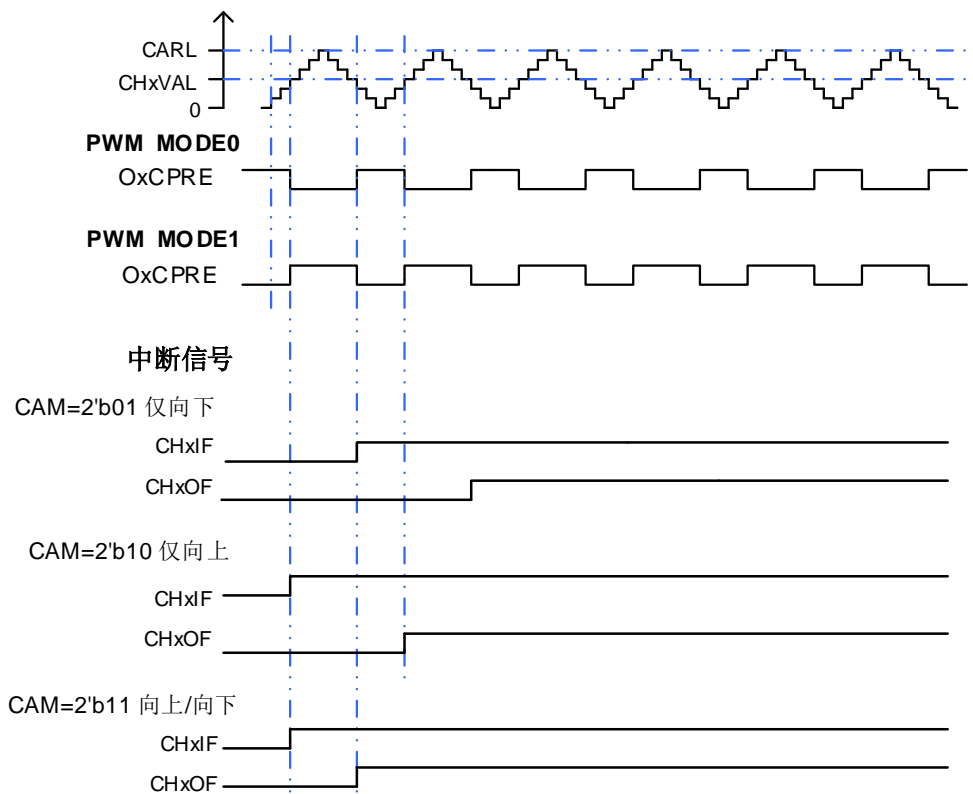 CARL
CHxVAL
0
PWM MODE0
OxCPRE
PWM MODE1
OxCPRE
中断信号
CAM=2'b01 仅向下
CHxIF
CHxOF
CAM=2'b10 仅向上
CHxIF
CHxOF
CAM=2'b11 向上/向下
CHxIF
CHxOF